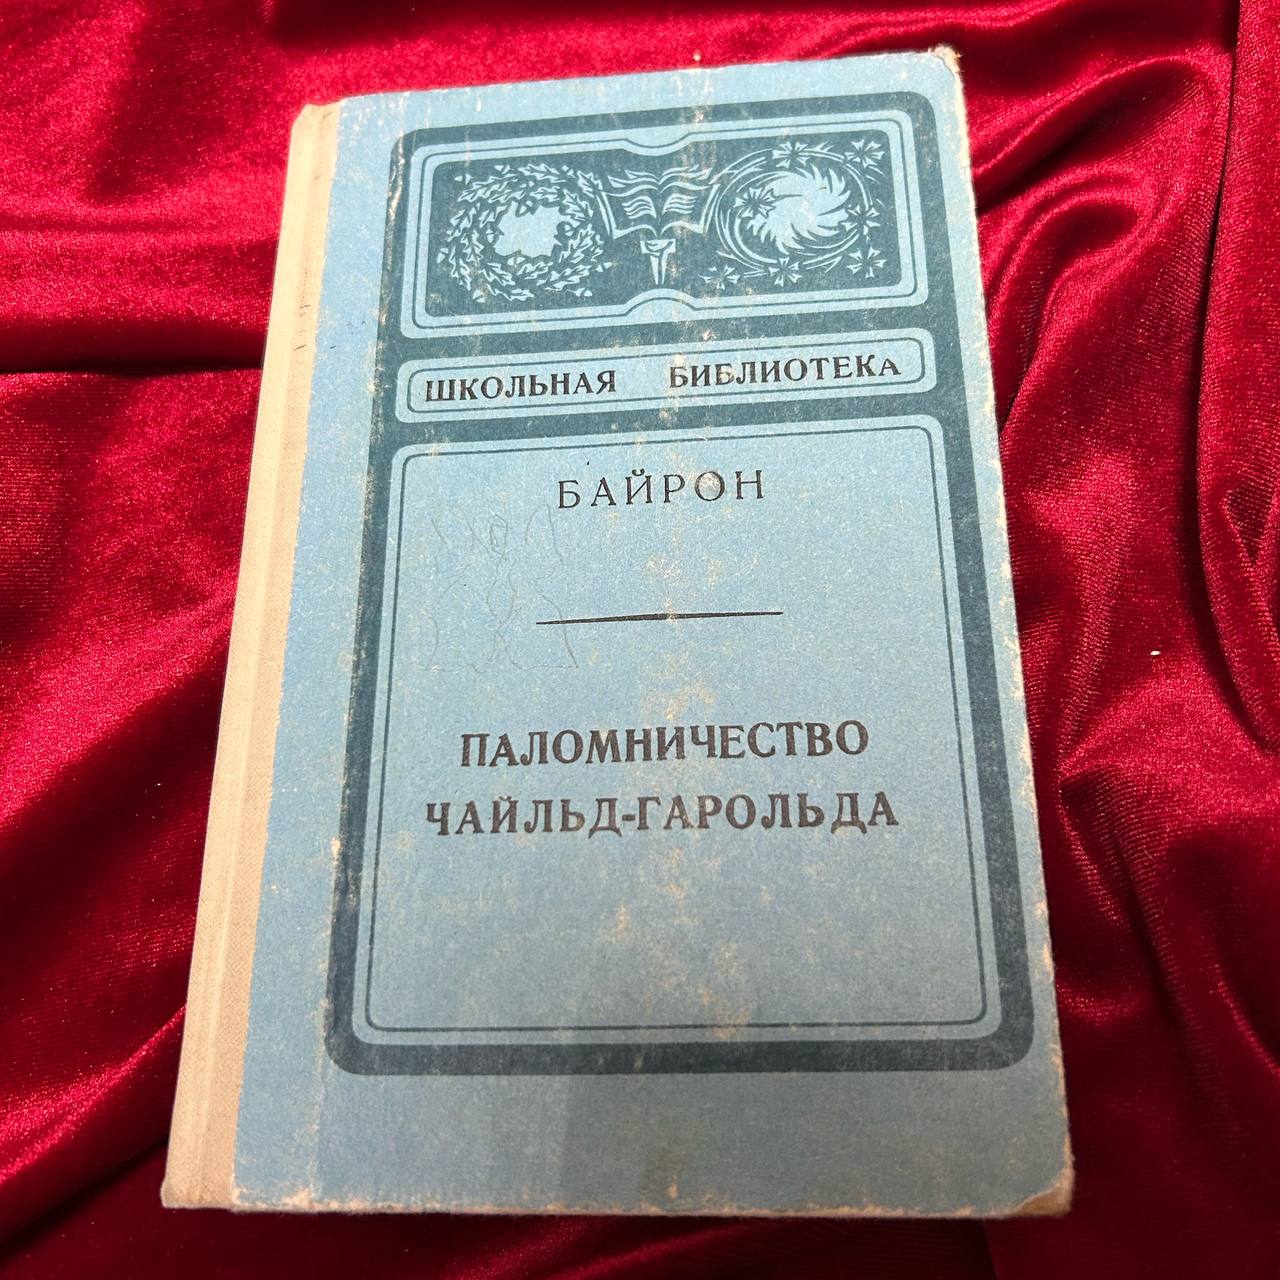 ШКОЛЬНАЯ БИБЛИОТЕКА
БАЙРОН
ПАЛОМНИЧЕСТВО
ЧАЙЛЬД-ГАРОЛЬДА